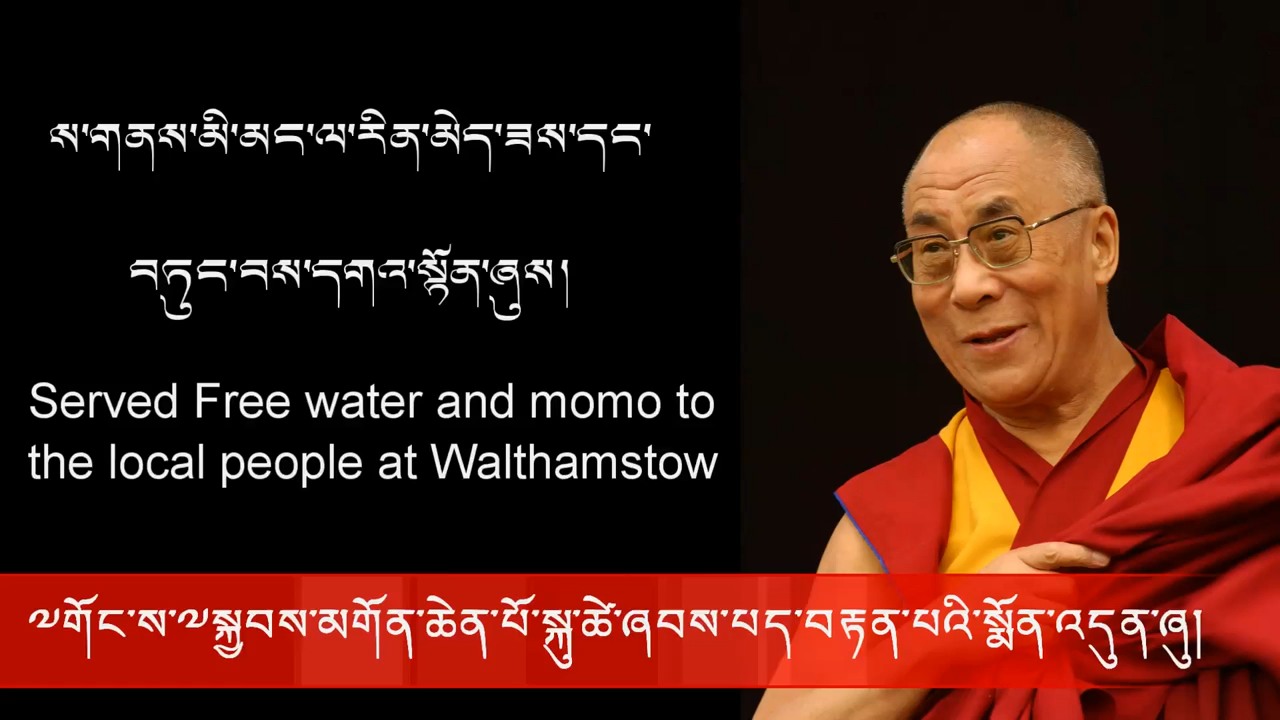 ས་གནས་མི་མང་ལ་རིན་མེད་ཟས་དང་
བཏུང་བས་དགའ་སྟོན་ཞུས།
Served Free water and momo to
the local people at Walthamstow
༸གོང་ས་༸སྐྱབས་མགོན་ཆེན་པོ་སྐུ་ཚེ་ཞབས་པད་བརྟན་པའི་སྨོན་འདུན་ཞུ།